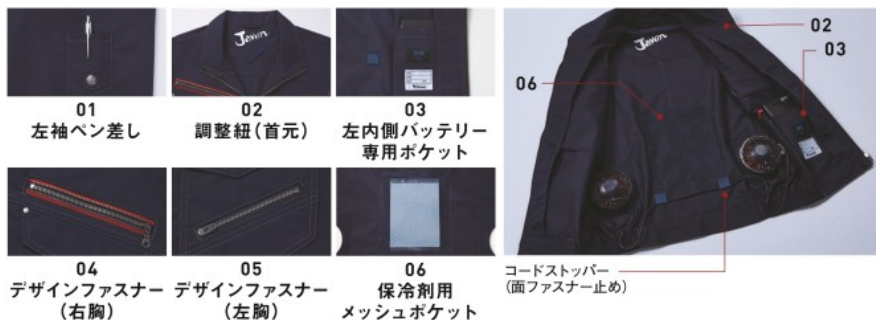 Jawin
Jawin
01
左袖ペン差し
02
調整紐(首元)
03
左内側バッテリー
専用ポケット
04
デザインファスナー
(右胸)
05
デザインファスナー
(左胸)
06
保冷剤用
メッシュポケット
02
03
06
コードストッパー
(面ファスナー止め)